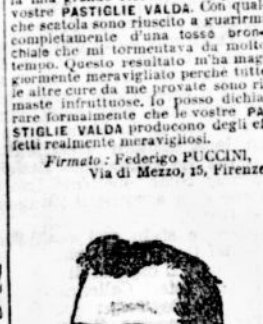 vostre PASTIGLIE VALDA. Con qual-
che scatola sono riuscito a guarirmi
completamente d'una tosse bron-
chiale che mi tormentava da molto
tempo. Questo resultato m'ha mag-
giormente meravigliato perchè tutte
le altre cure da me provate sono ri-
maste infruttuose. Io posso dichia-
rare formalmente che le vostre PA-
STIGLIE VALDA producono degli ef-
fetti realmente meravigliosi.
Firmato : Federigo PUCCINI,
Via di Mezzo, 15, Firenze